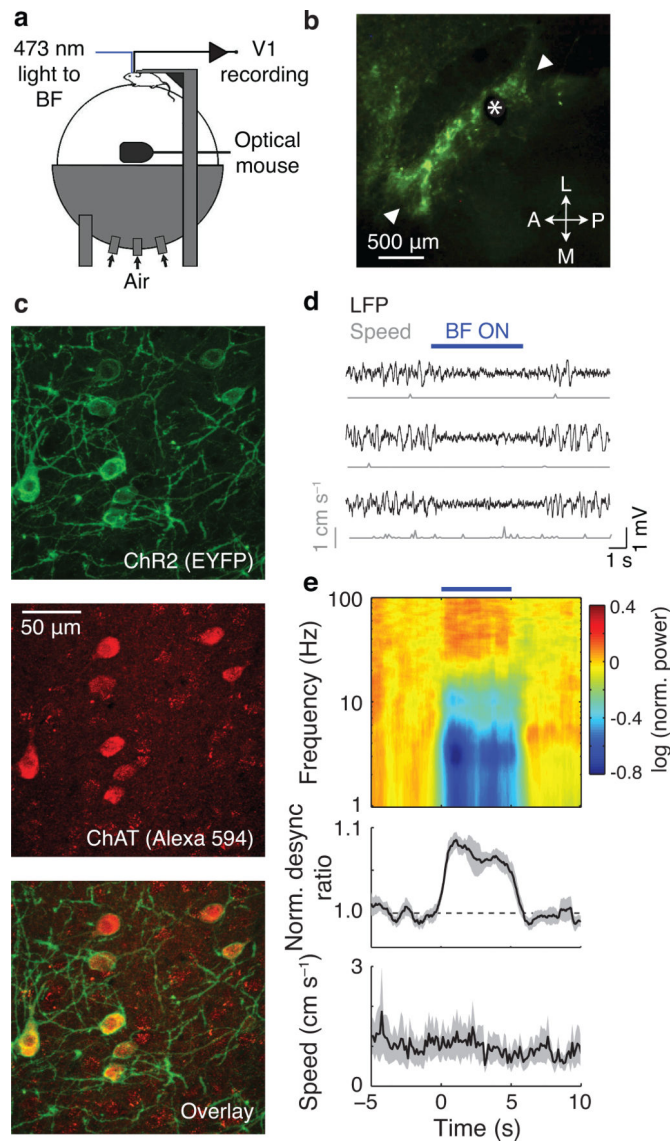 a
473 nm
light to
BF
V1
recording
Optical
mouse
Air
b
*
L
A P
M
500 µm
c
ChR2 (EYFP)
50 µm
ChAT (Alexa 594)
Overlay
d
LFP
Speed BF ON
1 cm s⁻¹
1 mV
1 s
e
Frequency (Hz)
100
10
1
0.4
0
-0.4
-0.8
log (norm. power)
Norm. desync
ratio
1.1
1.0
Speed (cm s⁻¹)
3
0
−5 0 5 10
Time (s)